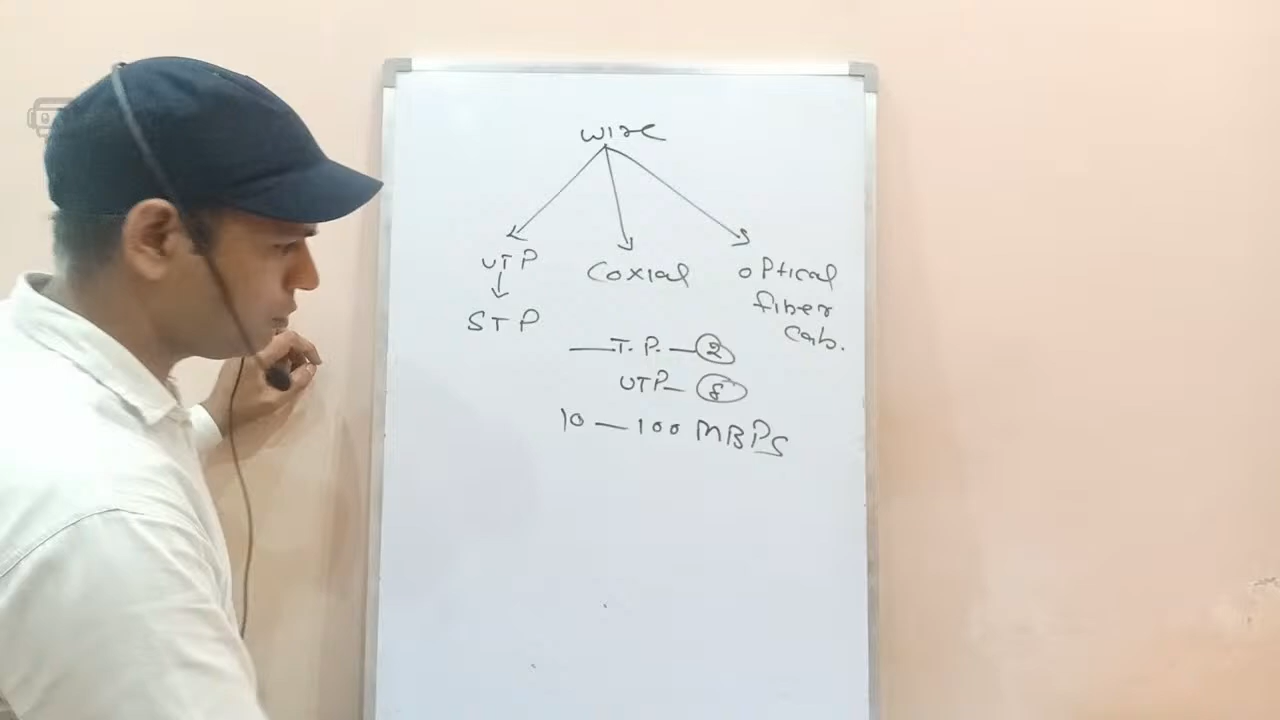 wire
UTP
Coxial
optical
fiber
Cab.
STP
T.P. — 2
UTP — 8
10 — 100 MBPS